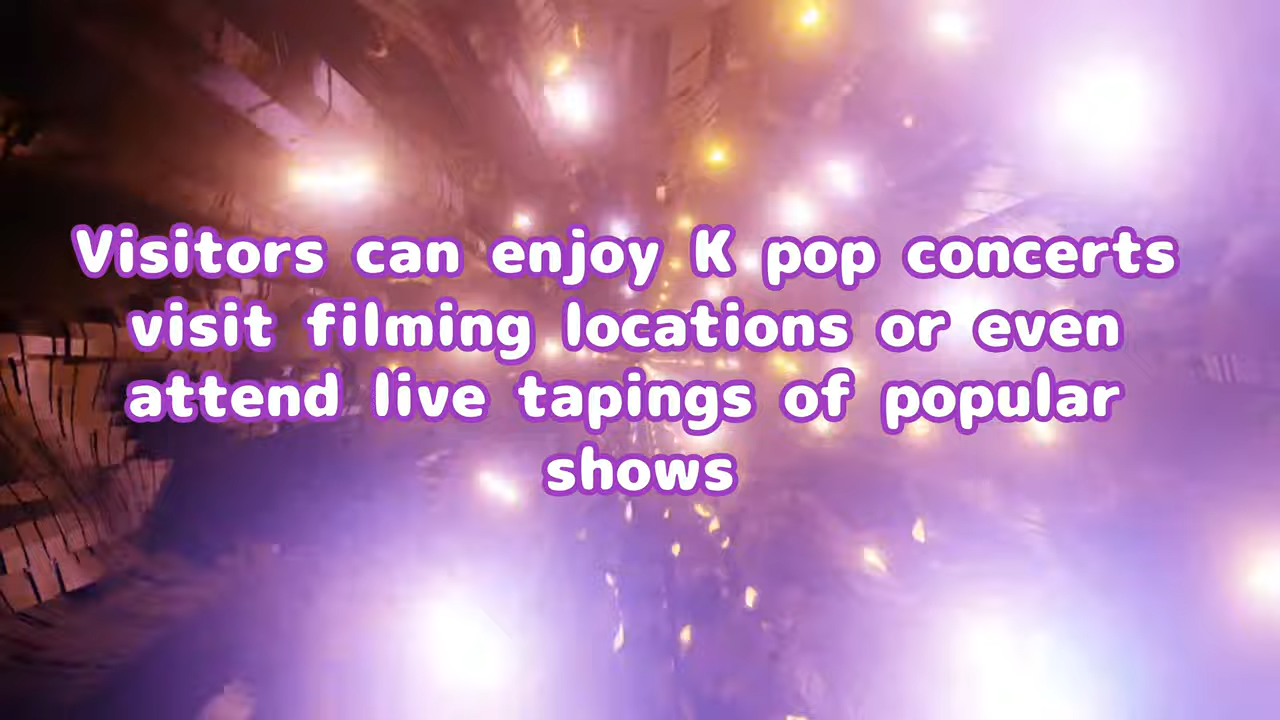 Visitors can enjoy K pop concerts
visit filming locations or even
attend live tapings of popular
shows